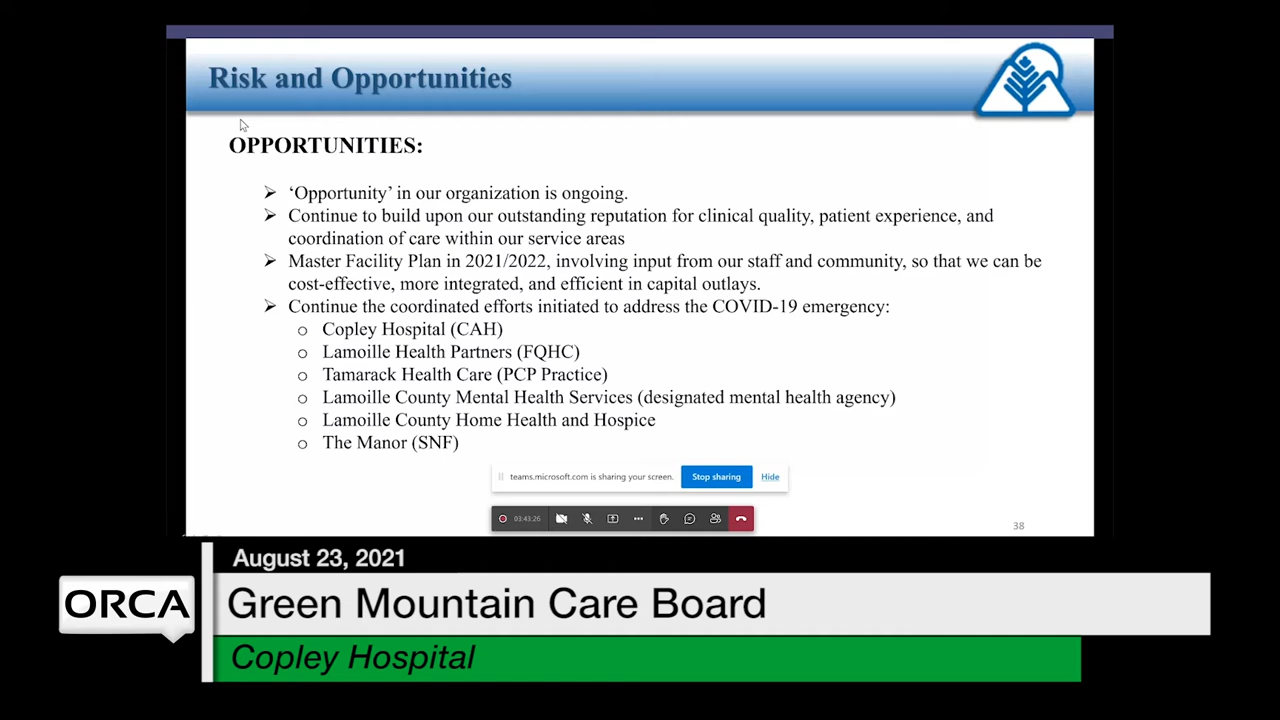 Risk and Opportunities
OPPORTUNITIES:
➢ ‘Opportunity’ in our organization is ongoing.
➢ Continue to build upon our outstanding reputation for clinical quality, patient experience, and
coordination of care within our service areas
➢ Master Facility Plan in 2021/2022, involving input from our staff and community, so that we can be
cost-effective, more integrated, and efficient in capital outlays.
➢ Continue the coordinated efforts initiated to address the COVID-19 emergency:
o Copley Hospital (CAH)
o Lamoille Health Partners (FQHC)
o Tamarack Health Care (PCP Practice)
o Lamoille County Mental Health Services (designated mental health agency)
o Lamoille County Home Health and Hospice
o The Manor (SNF)
teams.microsoft.com is sharing your screen. Stop sharing Hide
03:43:26
38
August 23, 2021
ORCA
Green Mountain Care Board
Copley Hospital